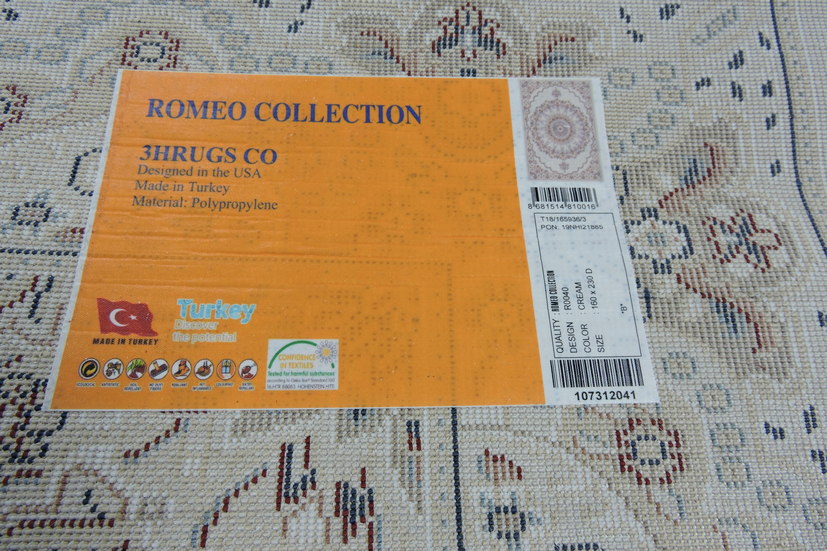 ROMEO COLLECTION
3HRUGS CO
Designed in the USA
Made in Turkey
Material: Polypropylene
MADE IN TURKEY
Turkey
Discover
the potential
ECOLOGICAL
ANTISTATIC
CONFIDENCE
IN TEXTILES
Tested for harmful substances
8 681514 810016
T18/165936/3
PON: 19NHI21865
QUALITY : ROMEO COLLECTION
DESIGN : R0040
COLOR : CREAM
SIZE : 160 x 230 D
"B"
107312041